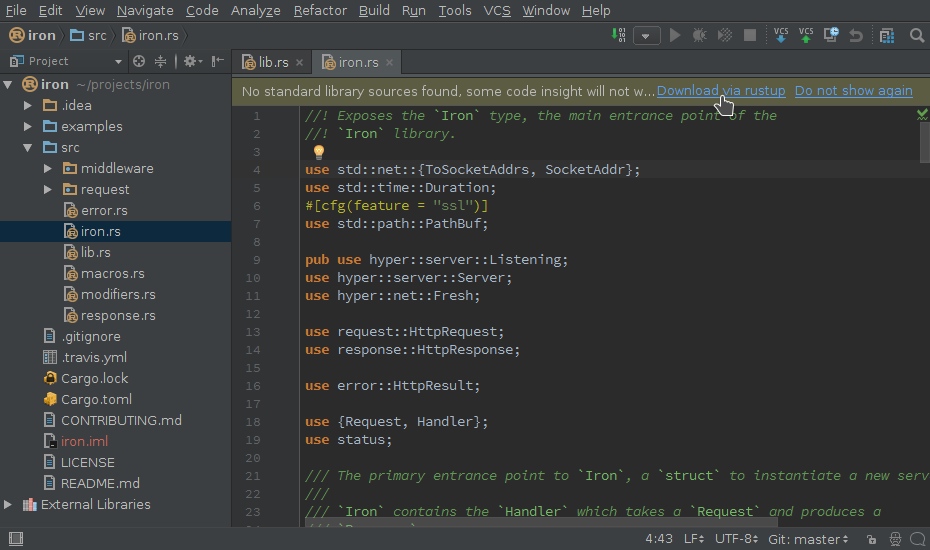 File Edit View Navigate Code Analyze Refactor Build Run Tools VCS Window Help
iron src iron.rs
VCS VCS
Project
lib.rs iron.rs
No standard library sources found, some code insight will not w... Download via rustup Do not show again
iron ~/projects/iron
.idea
examples
src
middleware
request
error.rs
iron.rs
lib.rs
macros.rs
modifiers.rs
response.rs
.gitignore
.travis.yml
Cargo.lock
Cargo.toml
CONTRIBUTING.md
iron.iml
LICENSE
README.md
External Libraries
1 //! Exposes the `Iron` type, the main entrance point of the
2 //! `Iron` library.
3
4 use std::net::{ToSocketAddrs, SocketAddr};
5 use std::time::Duration;
6 #[cfg(feature = "ssl")]
7 use std::path::PathBuf;
8
9 pub use hyper::server::Listening;
10 use hyper::server::Server;
11 use hyper::net::Fresh;
12
13 use request::HttpRequest;
14 use response::HttpResponse;
15
16 use error::HttpResult;
17
18 use {Request, Handler};
19 use status;
20
21 /// The primary entrance point to `Iron`, a `struct` to instantiate a new serv
22 ///
23 /// `Iron` contains the `Handler` which takes a `Request` and produces a
4:43 LF UTF-8 Git: master